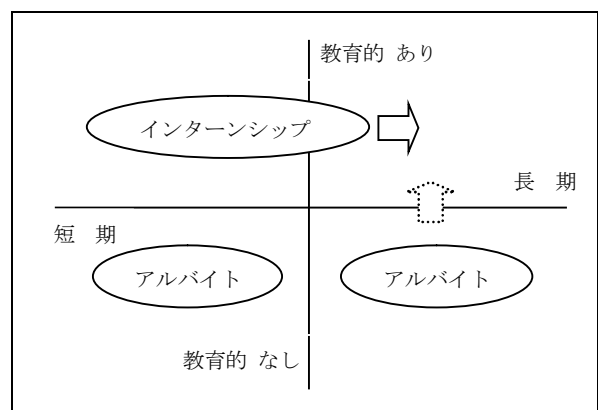 教育的 あり
インターンシップ
長 期
短 期
アルバイト
アルバイト
教育的 なし